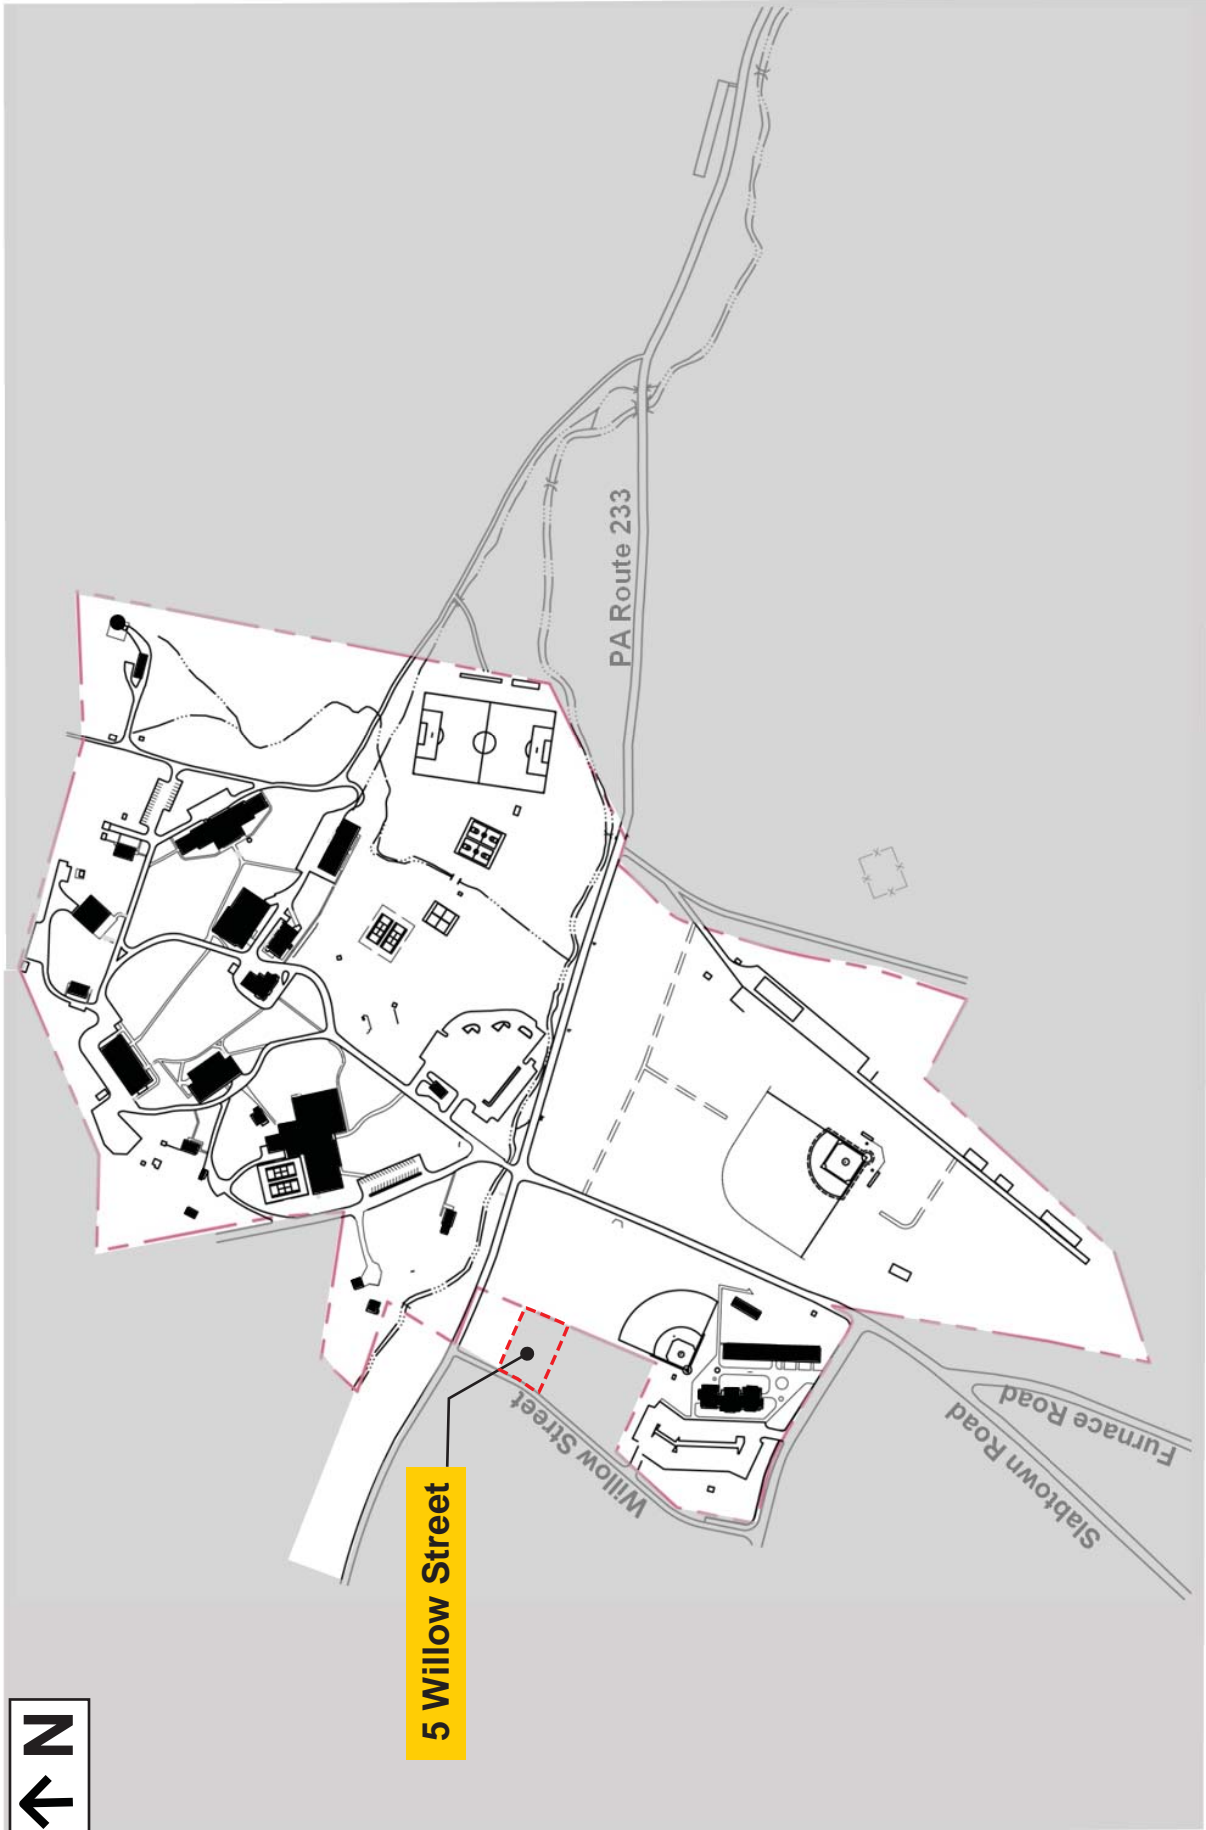 PA Route 233
Willow Street
5 Willow Street
Slabtown Road
Furnace Road
N